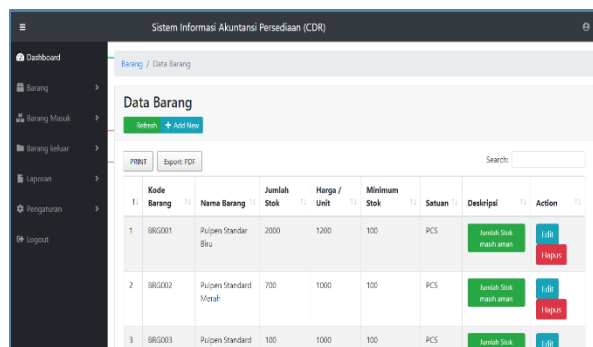 Sistem Informasi Akuntansi Persediaan (CDR)
Dashboard
Barang
Barang Masuk
Barang keluar
Laporan
Pengaturan
Logout
Barang / Data Barang
Data Barang
Refresh + Add New
PRINT Export PDF Search:
Kode Barang Nama Barang Jumlah Stok Harga / Unit Minimum Stok Satuan Deskripsi Action
1 BRG001 Pulpen Standar Biru 2000 1200 100 PCS Jumlah Stok masih aman Edit Hapus
2 BRG002 Pulpen Standard Merah 700 1000 100 PCS Jumlah Stok masih aman Edit Hapus
3 BRG003 Pulpen Standard 100 1000 100 PCS Jumlah Stok Edit